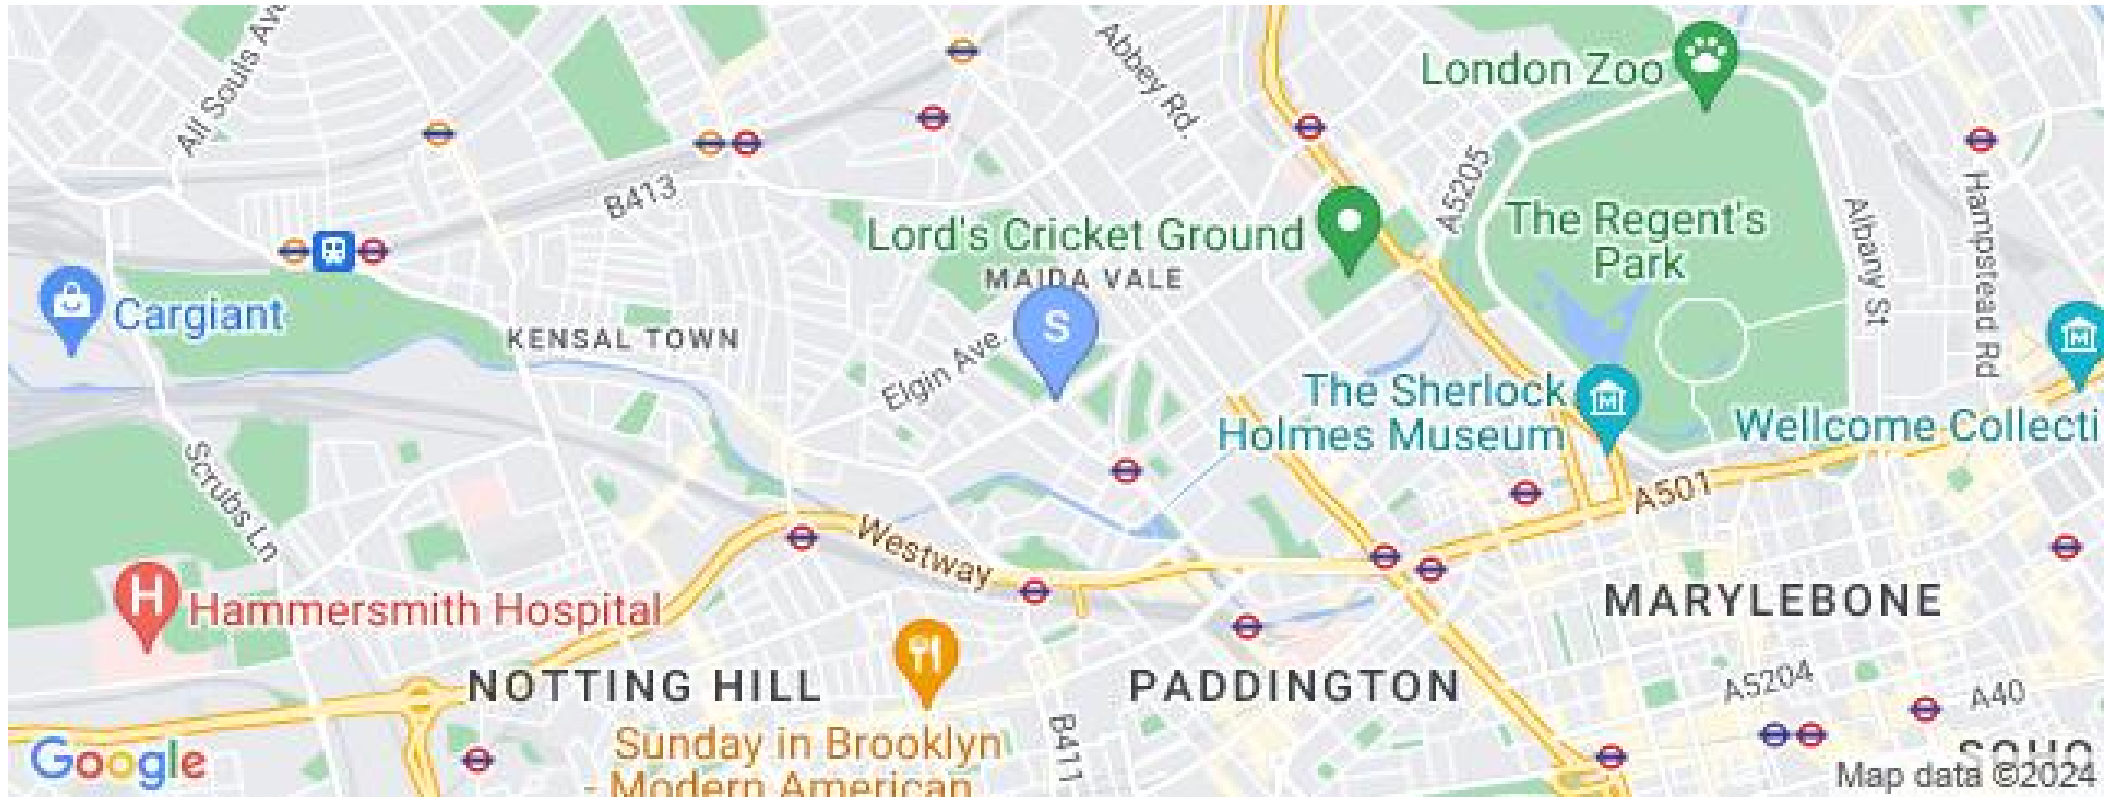 All Souls Ave
Abbey Rd.
London Zoo
B413
A5205
Hampstead Rd
Lord's Cricket Ground
The Regent's
Park
Albany St
MAIDA VALE
Cargiant
S
KENSAL TOWN
Elgin Ave.
The Sherlock
Holmes Museum
M
M
Wellcome Collecti
Scrubs Ln
A501
Westway
H
Hammersmith Hospital
MARYLEBONE
NOTTING HILL
PADDINGTON
A5204
A40
B411
Sunday in Brooklyn
- Modern American
SOHO
Google
Map data ©2024